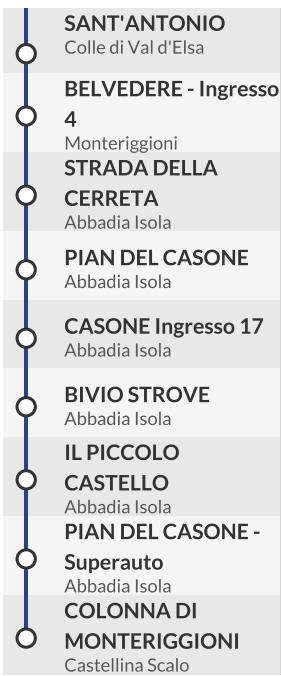 SANT'ANTONIO
Colle di Val d'Elsa
BELVEDERE - Ingresso
4
Monteriggioni
STRADA DELLA
CERRETA
Abbadia Isola
PIAN DEL CASONE
Abbadia Isola
CASONE Ingresso 17
Abbadia Isola
BIVIO STROVE
Abbadia Isola
IL PICCOLO
CASTELLO
Abbadia Isola
PIAN DEL CASONE -
Superauto
Abbadia Isola
COLONNA DI
MONTERIGGIONI
Castellina Scalo